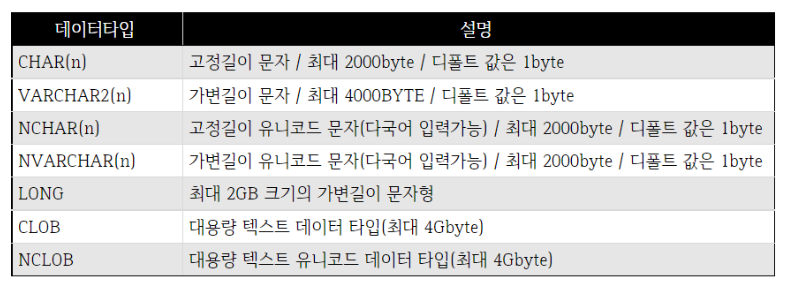 데이터타입 설명
CHAR(n) 고정길이 문자 / 최대 2000byte / 디폴트 값은 1byte
VARCHAR2(n) 가변길이 문자 / 최대 4000BYTE / 디폴트 값은 1byte
NCHAR(n) 고정길이 유니코드 문자(다국어 입력가능) / 최대 2000byte / 디폴트 값은 1byte
NVARCHAR(n) 가변길이 유니코드 문자(다국어 입력가능) / 최대 2000byte / 디폴트 값은 1byte
LONG 최대 2GB 크기의 가변길이 문자형
CLOB 대용량 텍스트 데이터 타입(최대 4Gbyte)
NCLOB 대용량 텍스트 유니코드 데이터 타입(최대 4Gbyte)